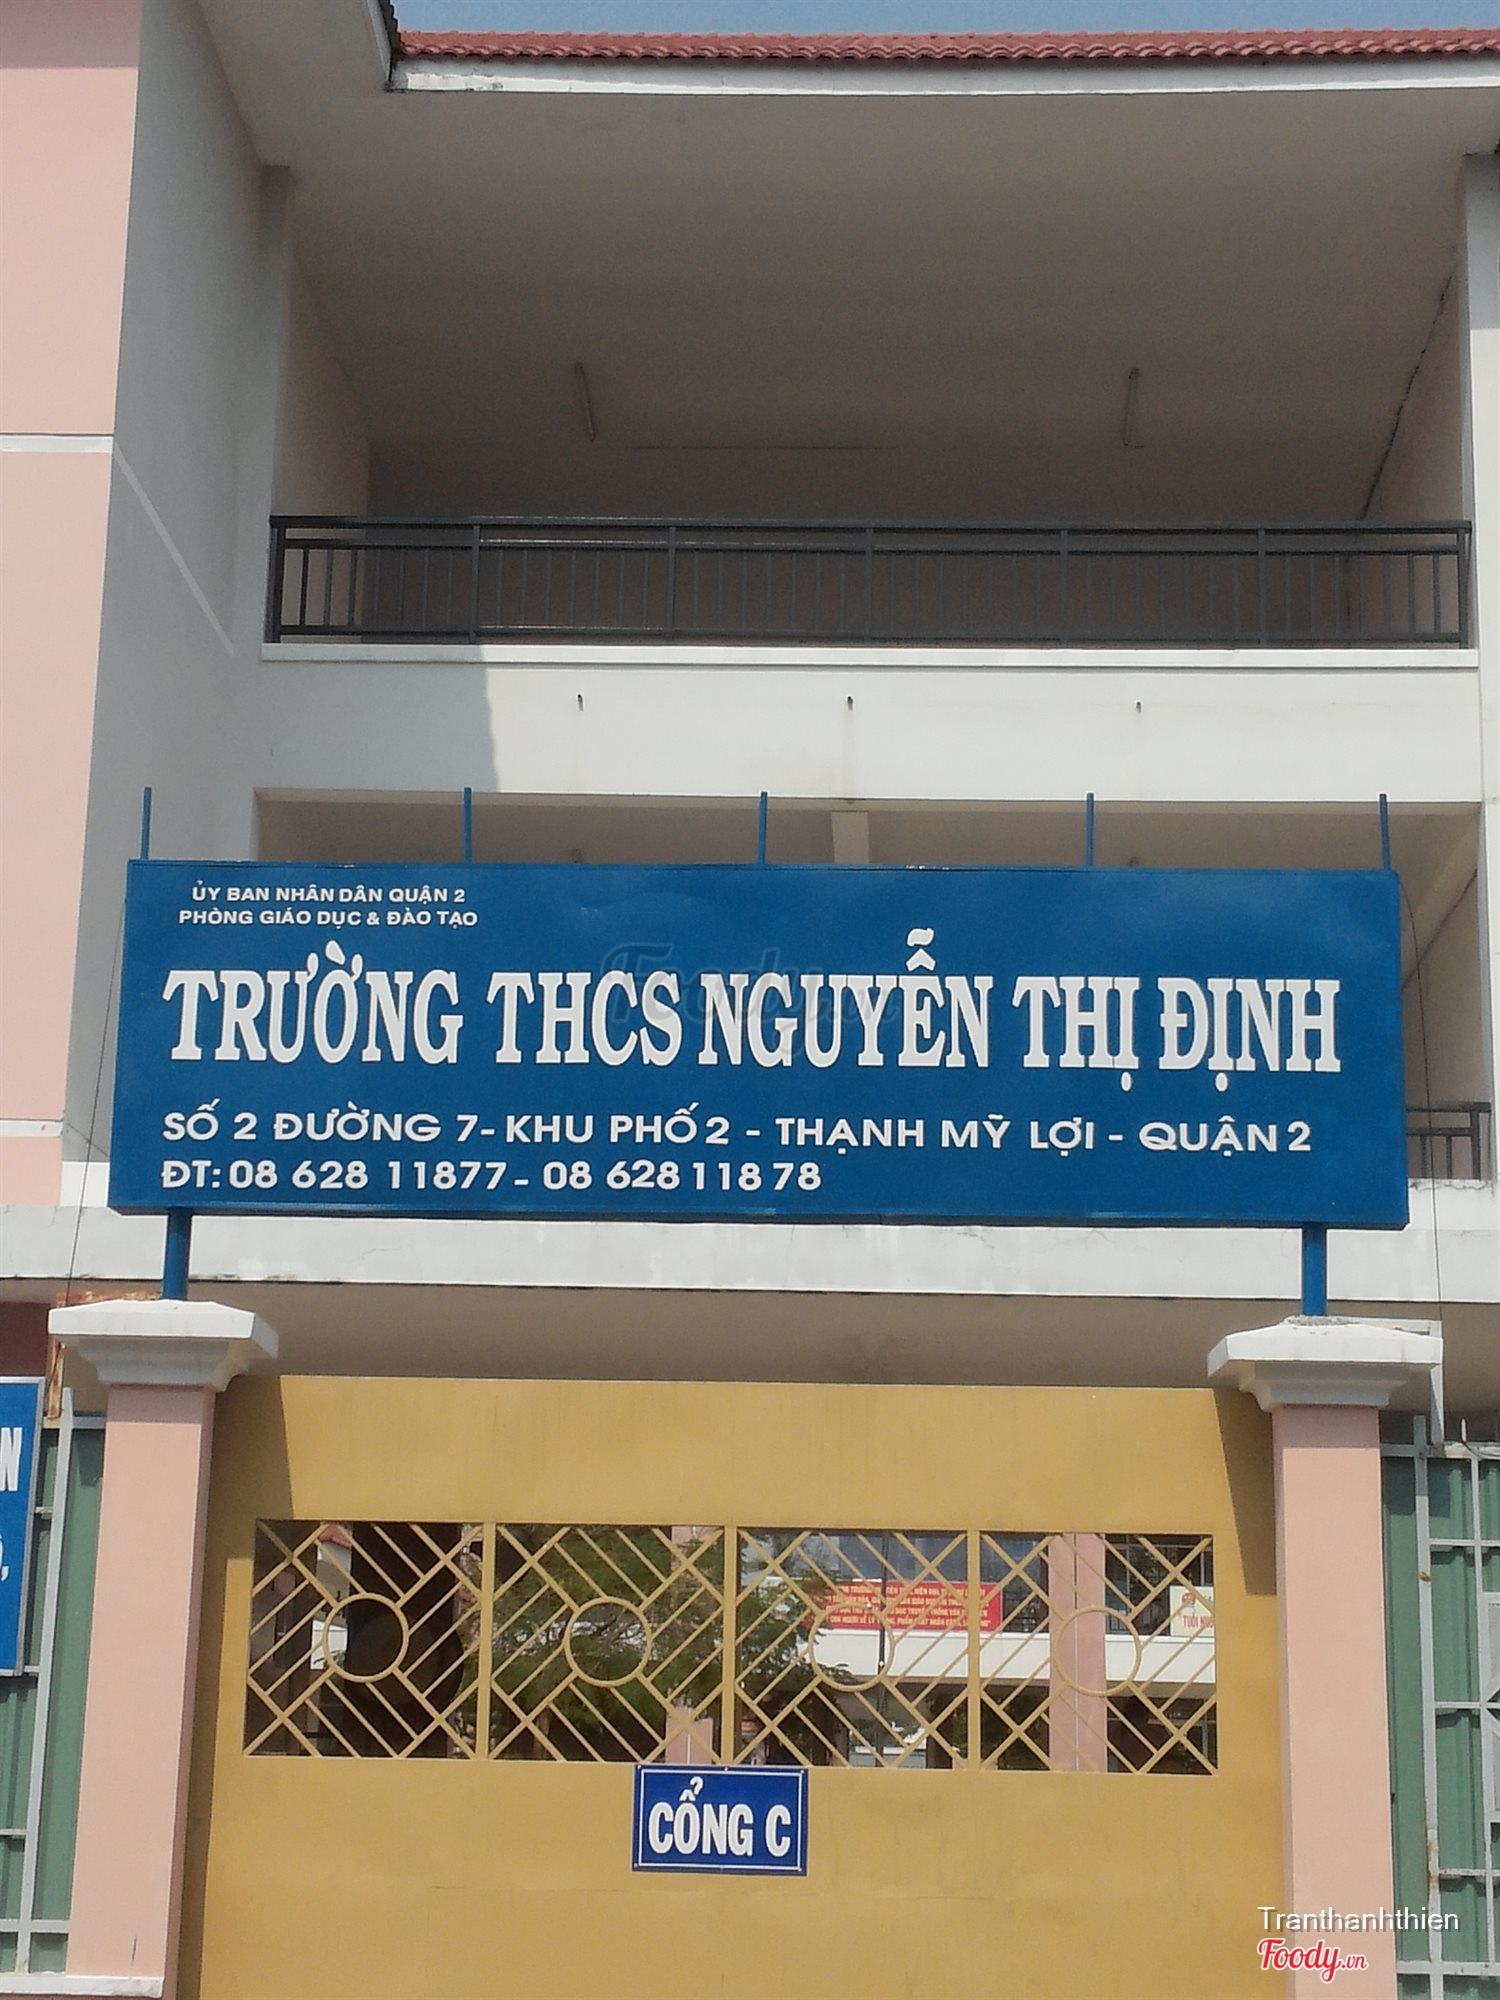 ỦY BAN NHÂN DÂN QUẬN 2
PHÒNG GIÁO DỤC & ĐÀO TẠO
TRƯỜNG THCS NGUYỄN THỊ ĐỊNH
SỐ 2 ĐƯỜNG 7 - KHU PHỐ 2 - THẠNH MỸ LỢI - QUẬN 2
ĐT: 08 628 11877 - 08 628 118 78
CỔNG C
Tranthanhthien
Foody.vn